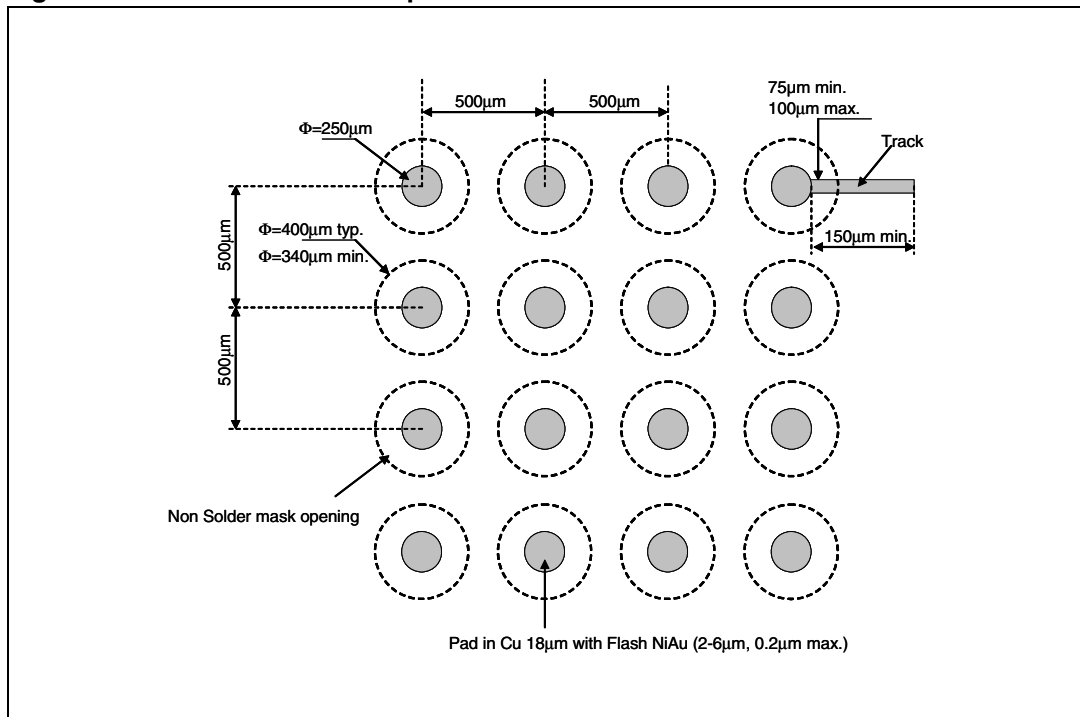 500μm
500μm
75μm min.
100μm max.
Φ=250μm
Track
500μm
Φ=400μm typ.
Φ=340μm min.
150μm min.
500μm
Non Solder mask opening
Pad in Cu 18μm with Flash NiAu (2-6μm, 0.2μm max.)